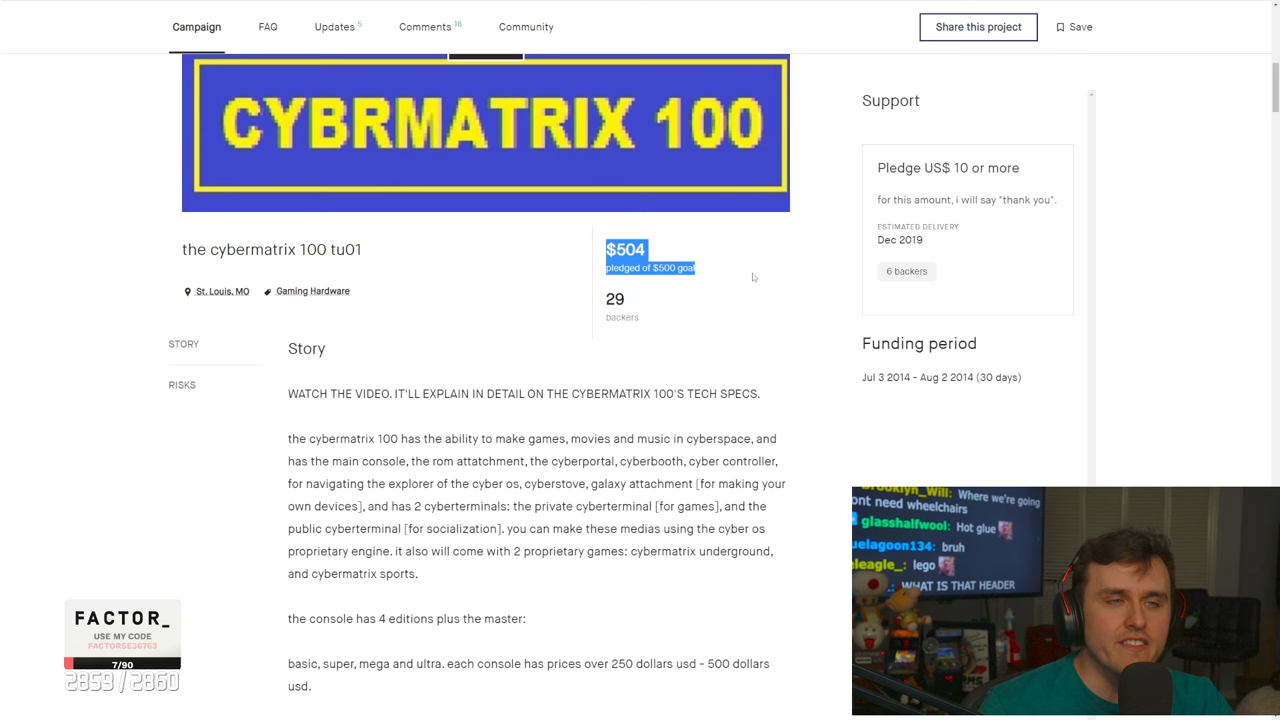 Campaign
FAQ
Updates 5
Comments 18
Community
Share this project
Save
CYBRMATRIX 100
the cybermatrix 100 tu01
St. Louis, MO
Gaming Hardware
$504
pledged of $500 goal
29
backers
STORY
RISKS
Story
WATCH THE VIDEO. IT'LL EXPLAIN IN DETAIL ON THE CYBERMATRIX 100'S TECH SPECS.
the cybermatrix 100 has the ability to make games, movies and music in cyberspace, and
has the main console, the rom attatchment, the cyberportal, cyberbooth, cyber controller,
for navigating the explorer of the cyber os, cyberstove, galaxy attachment [for making your
own devices], and has 2 cyberterminals: the private cyberterminal [for games], and the
public cyberterminal [for socialization]. you can make these medias using the cyber os
proprietary engine. it also will come with 2 proprietary games: cybermatrix underground,
and cybermatrix sports.
the console has 4 editions plus the master:
basic, super, mega and ultra. each console has prices over 250 dollars usd - 500 dollars
usd.
Support
Pledge US$ 10 or more
for this amount, i will say "thank you".
ESTIMATED DELIVERY
Dec 2019
6 backers
Funding period
Jul 3 2014 - Aug 2 2014 (30 days)
Brooklyn_Will: Where we're going
ont need wheelchairs
glasshalfwool: Hot glue
uelagoon134: bruh
eleagle_: lego
WHAT IS THAT HEADER
FACTOR_
USE MY CODE
FACTORSE36763
7/90
2859/2860